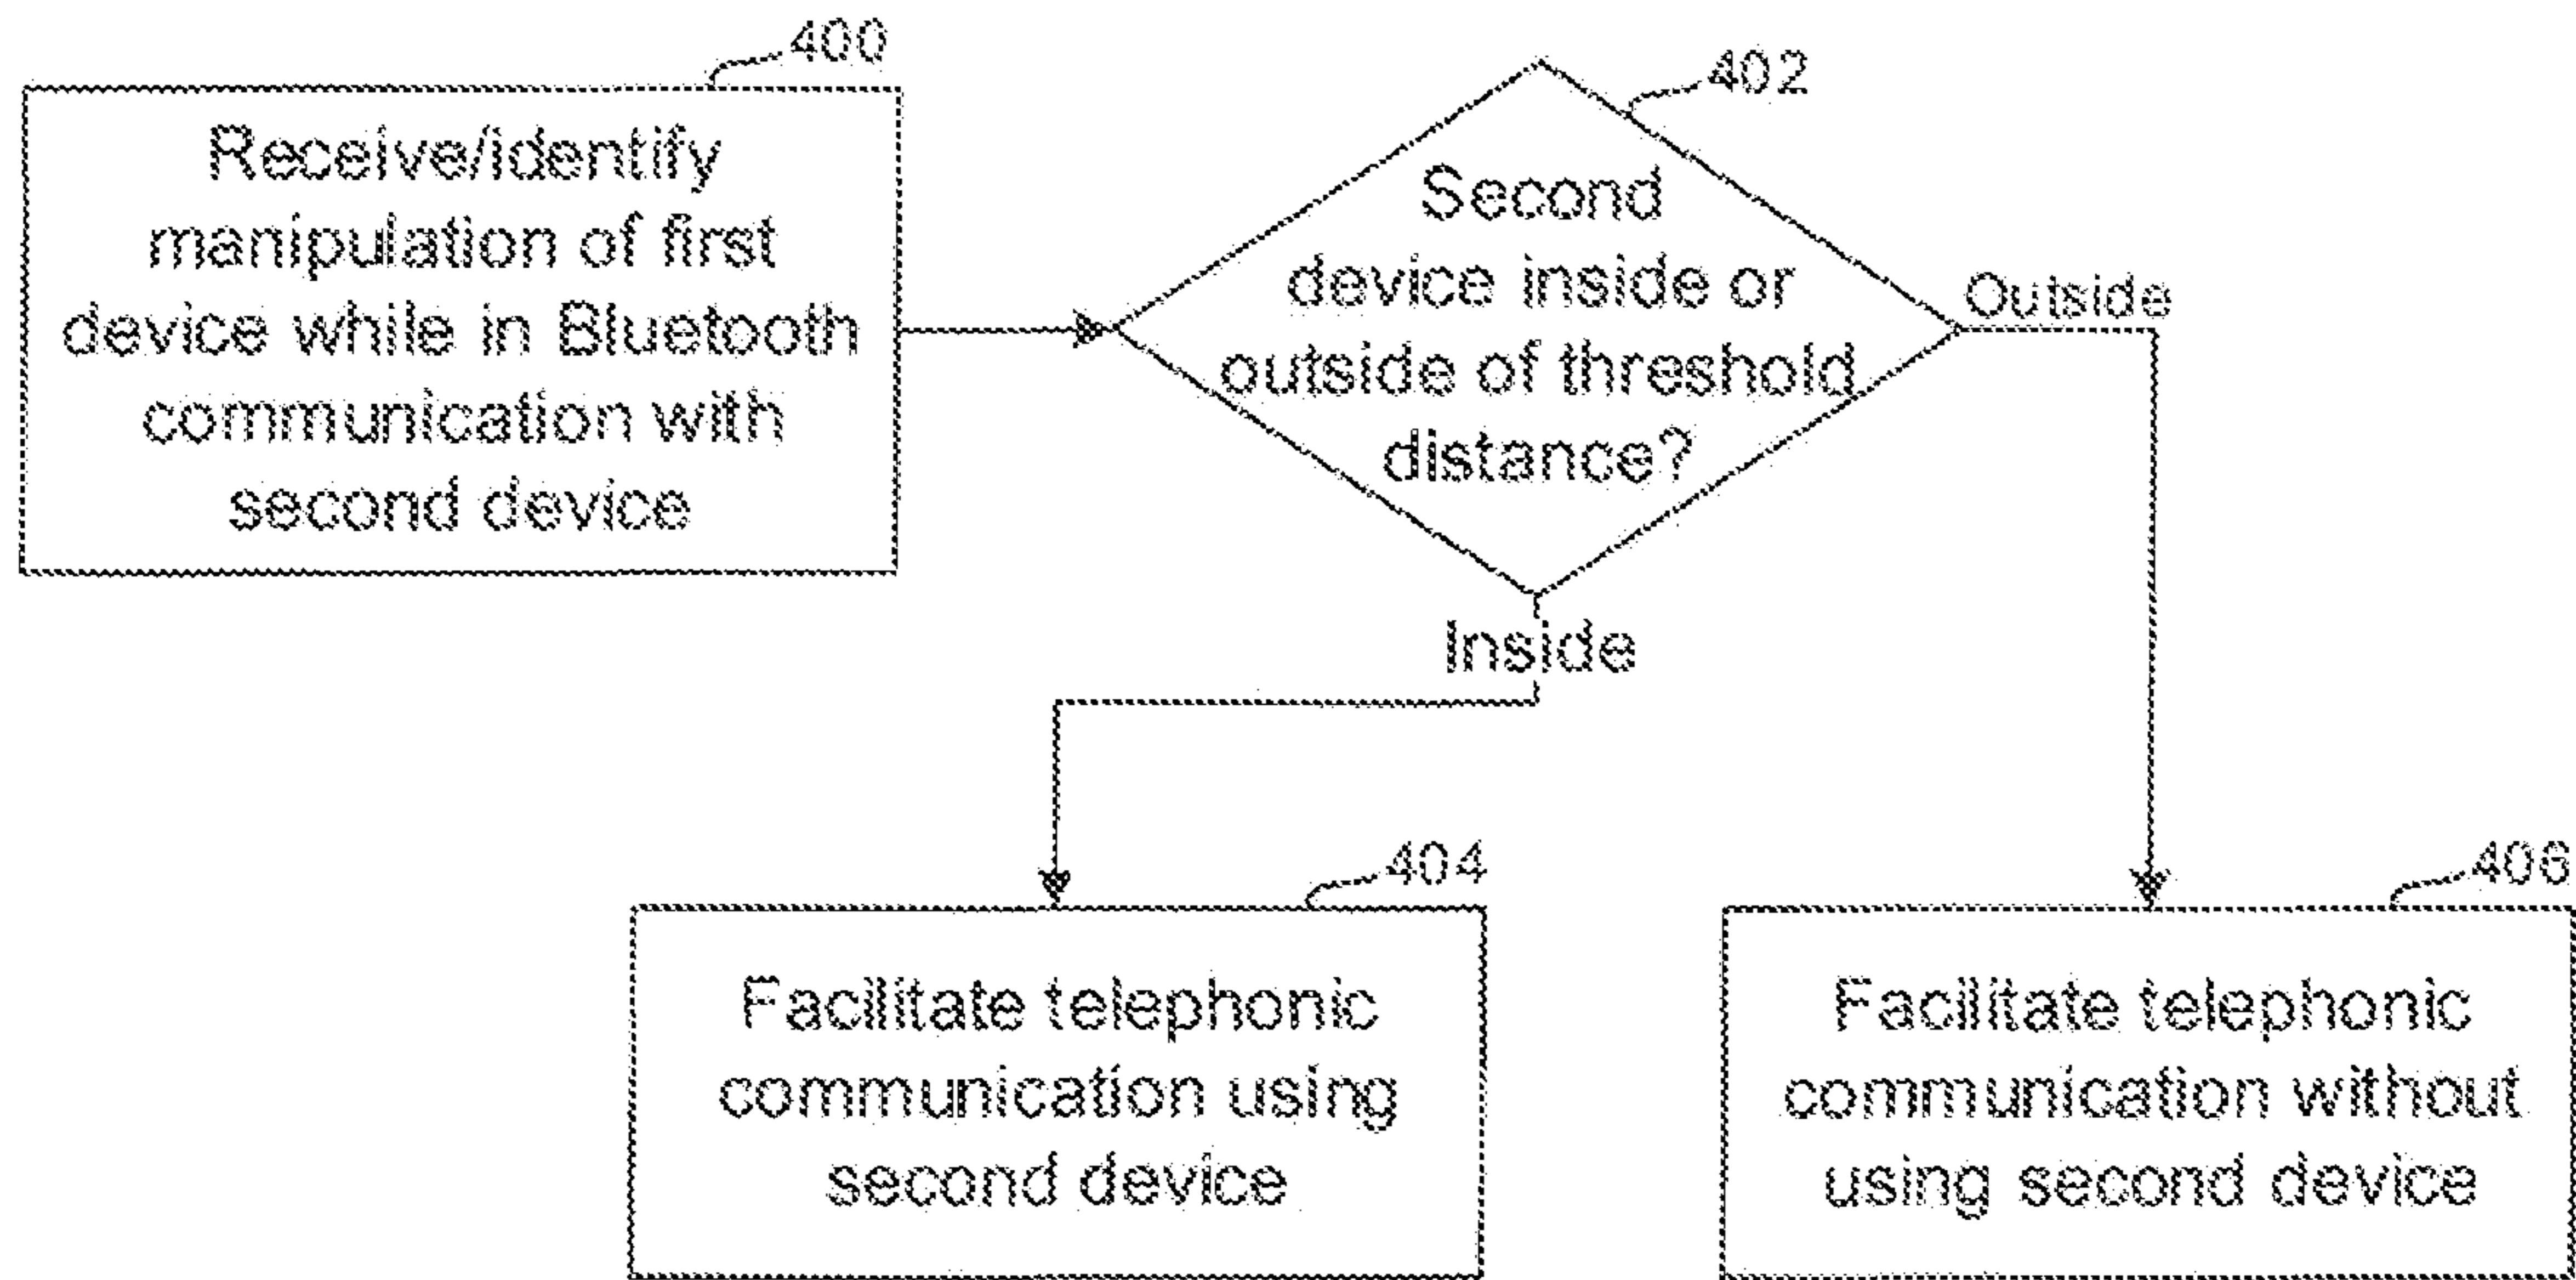 400
Receive/identify
manipulation of first
device while in Bluetooth
communication with
second device
402
Second
device inside or
outside of threshold
distance?
Outside
Inside
404
Facilitate telephonic
communication using
second device
406
Facilitate telephonic
communication without
using second device